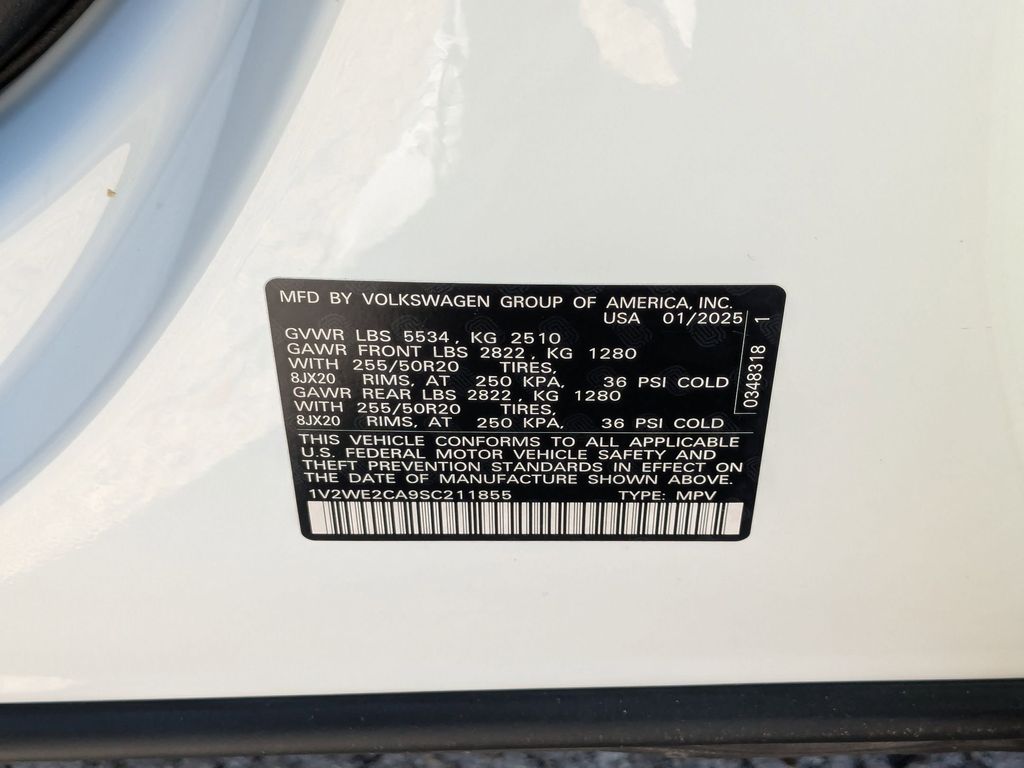 MFD BY VOLKSWAGEN GROUP OF AMERICA, INC.
USA 01/2025
GVWR LBS 5534, KG 2510
GAWR FRONT LBS 2822, KG 1280
WITH 255/50R20 TIRES,
8JX20 RIMS, AT 250 KPA, 36 PSI COLD
GAWR REAR LBS 2822, KG 1280
WITH 255/50R20 TIRES,
8JX20 RIMS, AT 250 KPA, 36 PSI COLD
0348318 1
THIS VEHICLE CONFORMS TO ALL APPLICABLE
U.S. FEDERAL MOTOR VEHICLE SAFETY AND
THEFT PREVENTION STANDARDS IN EFFECT ON
THE DATE OF MANUFACTURE SHOWN ABOVE.
1V2WE2CA9SC211855 TYPE: MPV